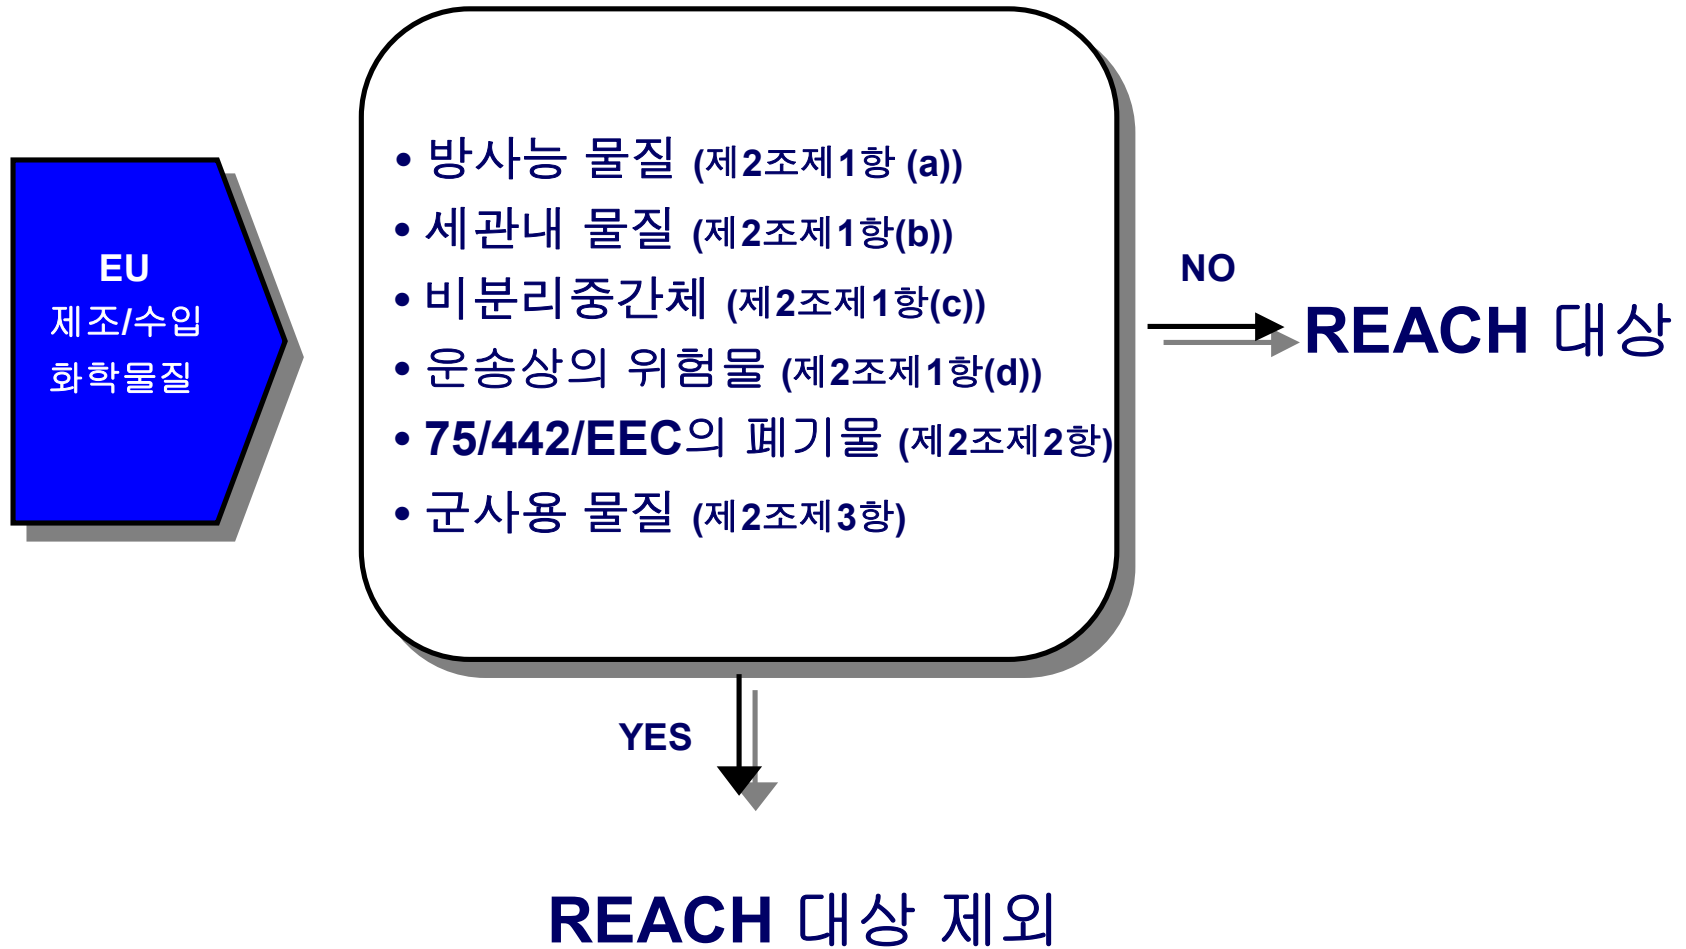 EU
제조/수입
화학물질
• 방사능 물질 (제2조제1항 (a))
• 세관내 물질 (제2조제1항(b))
• 비분리중간체 (제2조제1항(c))
• 운송상의 위험물 (제2조제1항(d))
• 75/442/EEC의 폐기물 (제2조제2항)
• 군사용 물질 (제2조제3항)
NO
REACH 대상
YES
REACH 대상 제외